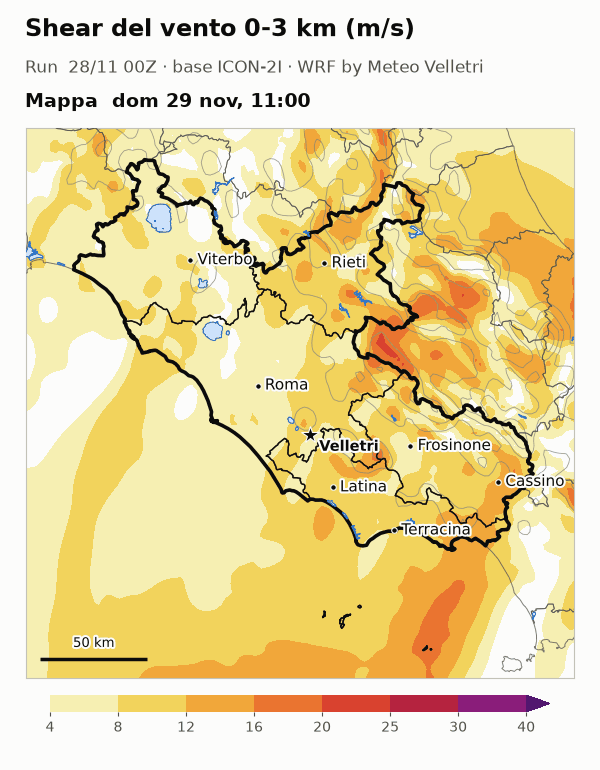 Shear del vento 0-3 km (m/s)
Run  28/11 00Z · base ICON-2I · WRF by Meteo Velletri
Mappa  dom 29 nov, 11:00
Viterbo
Rieti
Roma
Velletri
Frosinone
Latina
Cassino
Terracina
50 km
4 8 12 16 20 25 30 40